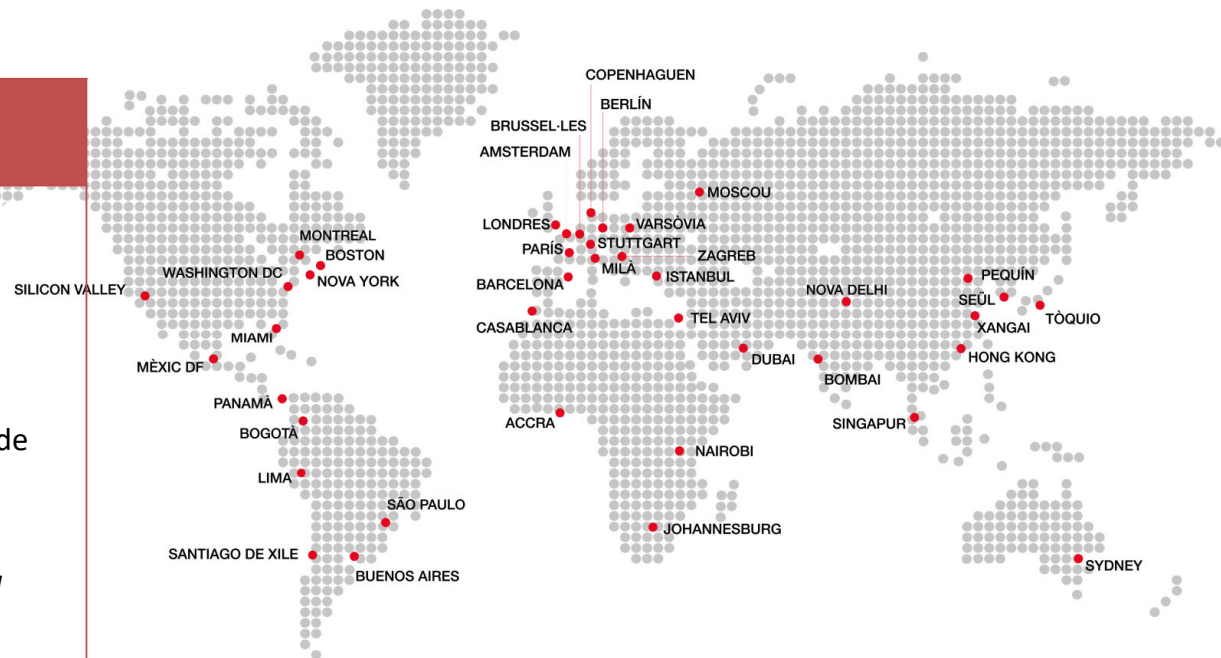 COPENHAGUEN
BERLÍN
BRUSSEL·LES
AMSTERDAM
MOSCOU
LONDRES
VARSÒVIA
MONTREAL
STUTTGART
PARÍS
BOSTON
ZAGREB
WASHINGTON DC
MILÀ
NOVA YORK
ISTANBUL
PEQUÍN
BARCELONA
SILICON VALLEY
NOVA DELHI
SEÜL
TEL AVIV
TÒQUIO
CASABLANCA
XANGAI
MIAMI
DUBAI
HONG KONG
MÈXIC DF
BOMBAI
PANAMÀ
ACCRA
SINGAPUR
BOGOTÀ
de
NAIROBI
LIMA
SÃO PAULO
JOHANNESBURG
SANTIAGO DE XILE
SYDNEY
BUENOS AIRES